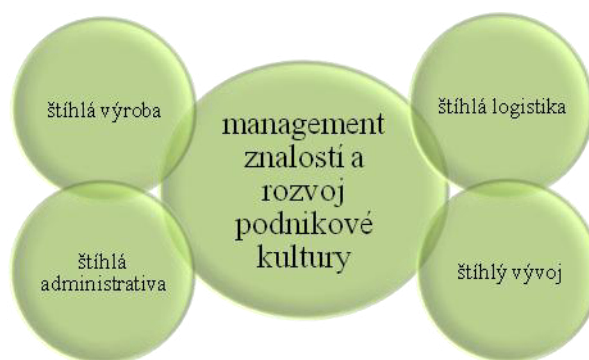 štíhlá výroba
štíhlá logistika
management
znalostí a
rozvoj
podnikové
kultury
štíhlá
administrativa
štíhlý vývoj